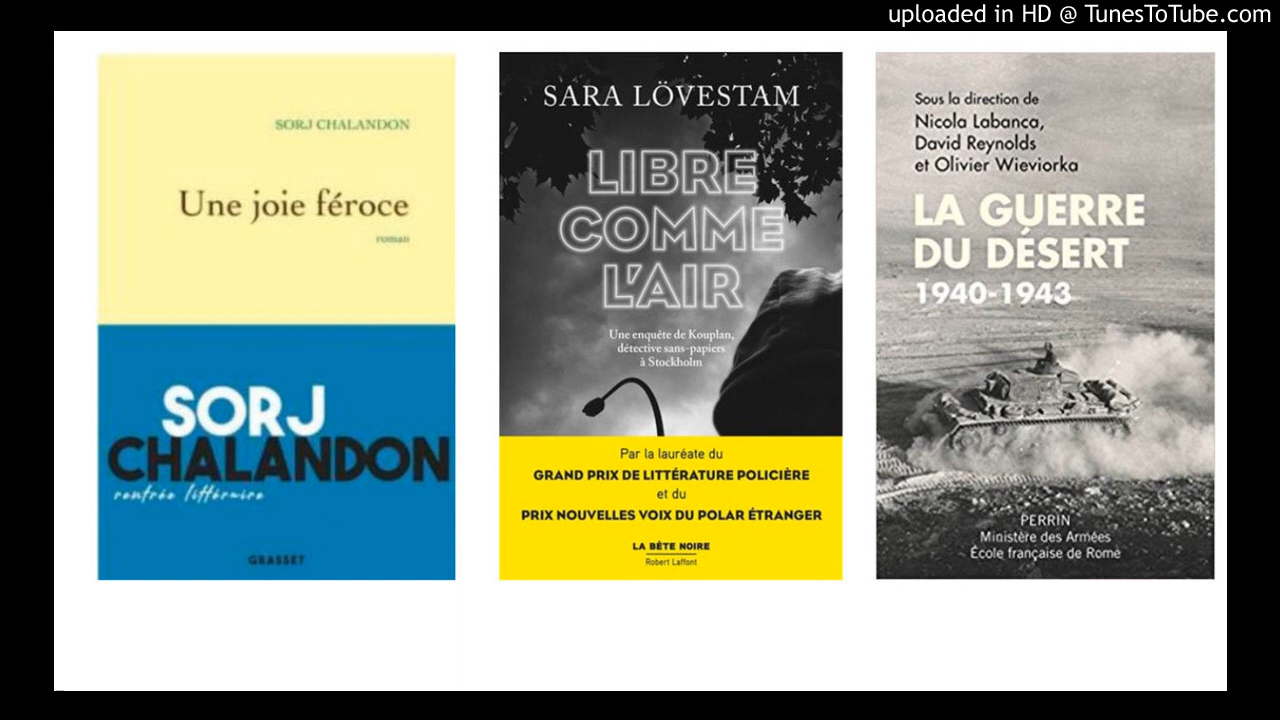 uploaded in HD @ TunesToTube.com
SORJ CHALANDON
Une joie féroce
roman
SORJ
CHALANDON
rentrée littéraire
GRASSET
SARA LÖVESTAM
LIBRE
COMME
L'AIR
Une enquête de Kouplan,
détective sans-papiers
à Stockholm
Par la lauréate du
GRAND PRIX DE LITTÉRATURE POLICIÈRE
et du
PRIX NOUVELLES VOIX DU POLAR ÉTRANGER
LA BÊTE NOIRE
Robert Laffont
Sous la direction de
Nicola Labanca,
David Reynolds
et Olivier Wieviorka
LA GUERRE
DU DÉSERT
1940-1943
PERRIN
Ministère des Armées
École française de Rome